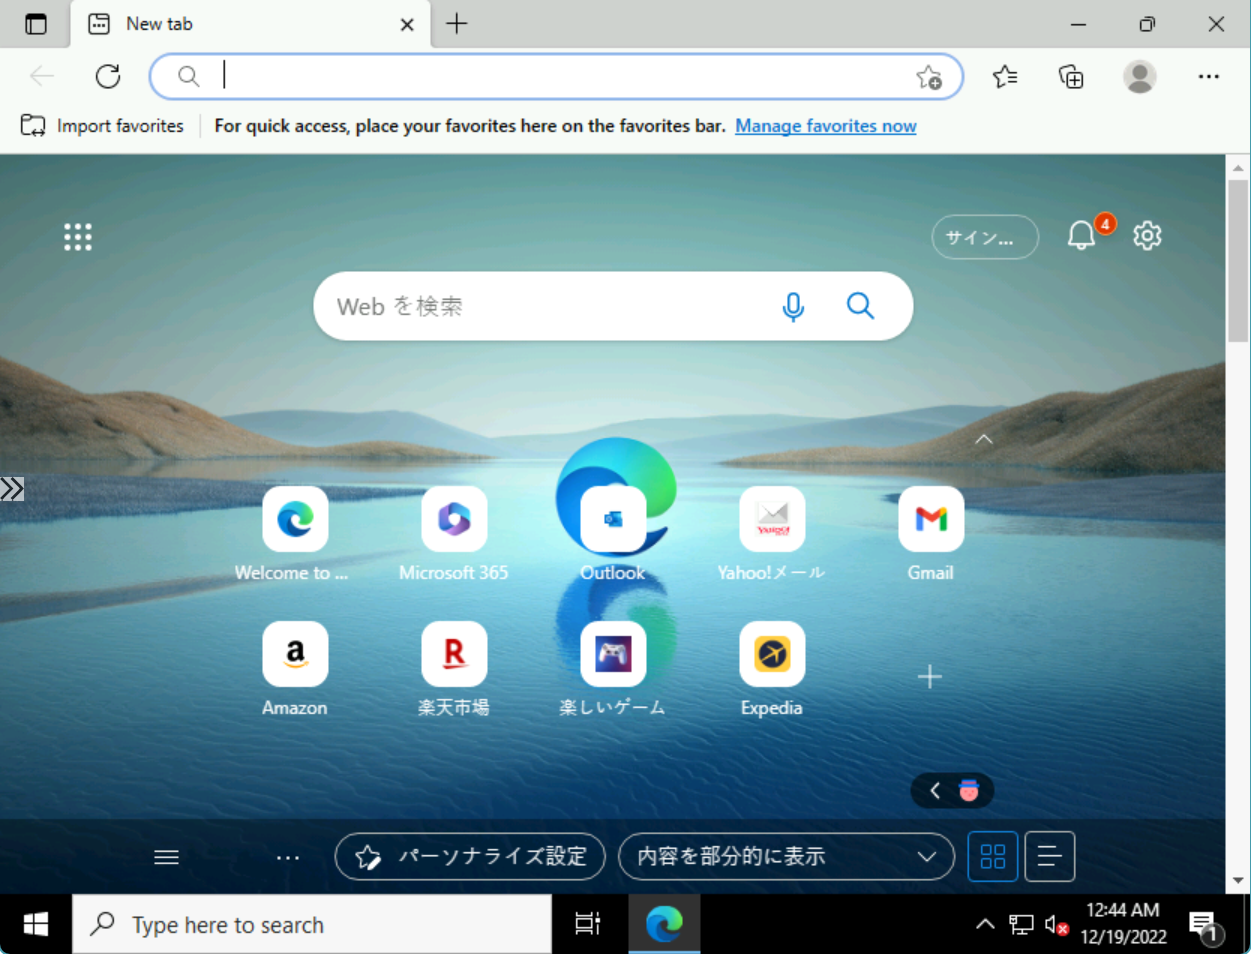 New tab
Import favorites
For quick access, place your favorites here on the favorites bar. Manage favorites now
サイン...
4
Web を検索
Welcome to ...
Microsoft 365
Outlook
Yahoo!メール
Gmail
Amazon
楽天市場
楽しいゲーム
Expedia
パーソナライズ設定
内容を部分的に表示
Type here to search
12:44 AM
12/19/2022
1